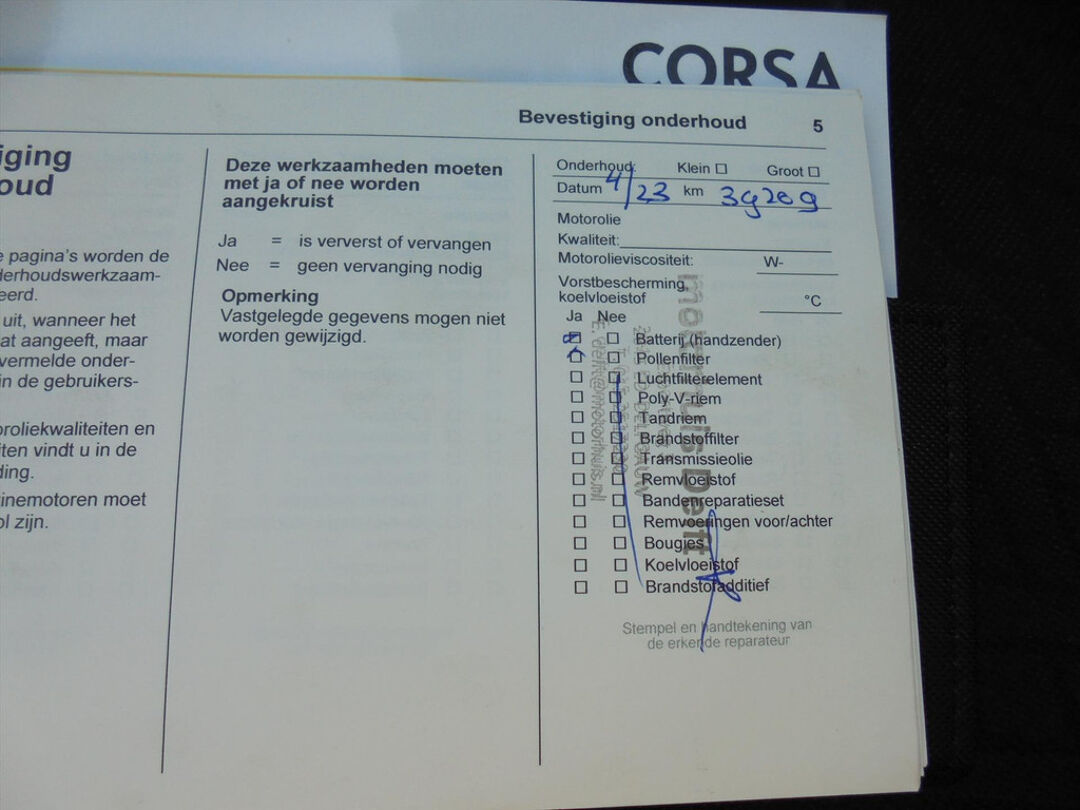 CORSA
Bevestiging onderhoud 5
iging
oud
e pagina's worden de
derhoudswerkzaam-
eerd.
uit, wanneer het
at aangeeft, maar
vermelde onder-
in de gebruikers-
oroliekwaliteiten en
iten vindt u in de
ding.
inemotoren moet
ol zijn.
Deze werkzaamheden moeten
met ja of nee worden
aangekruist
Ja = is ververst of vervangen
Nee = geen vervanging nodig
Opmerking
Vastgelegde gegevens mogen niet
worden gewijzigd.
Onderhoud: Klein ☐ Groot ☐
Datum 4/23 km 39209
Motorolie
Kwaliteit:
Motorolieviscositeit: W-
Vorstbescherming,
koelvloeistof °C
Ja Nee
Batterij (handzender)
Pollenfilter
Luchtfilterelement
Poly-V-riem
Tandriem
Brandstoffilter
Transmissieolie
Remvloeistof
Bandenreparatieset
Remvoeringen voor/achter
Bougies
Koelvloeistof
Brandstofadditief
Stempel en handtekening van
de erkende reparateur
motorhuis Delft